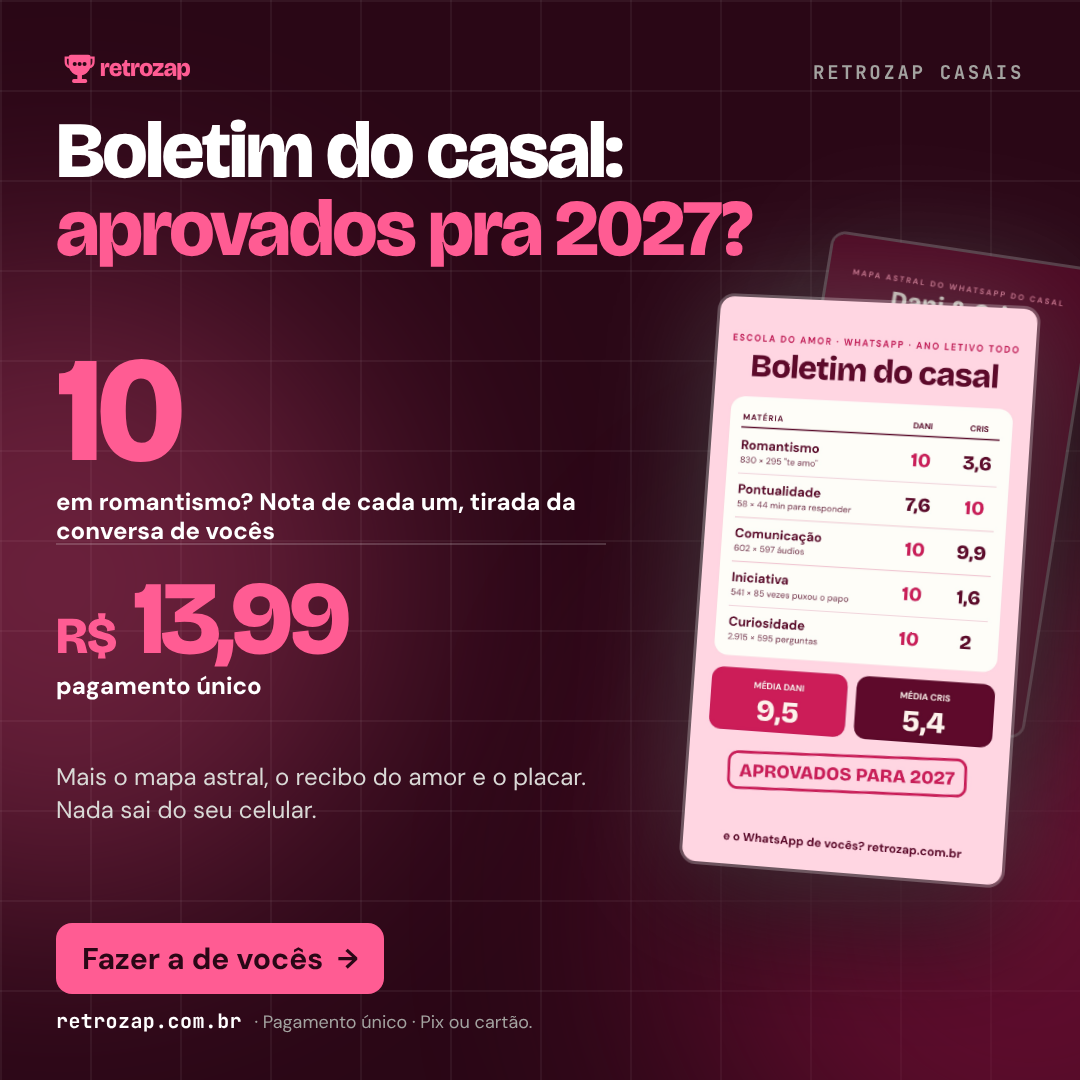 retrozap
RETROZAP CASAIS
Boletim do casal:
aprovados pra 2027?
10
em romantismo? Nota de cada um, tirada da
conversa de vocês
R$ 13,99
pagamento único
Mais o mapa astral, o recibo do amor e o placar.
Nada sai do seu celular.
Fazer a de vocês →
retrozap.com.br · Pagamento único · Pix ou cartão.
MAPA ASTRAL DO WHATSAPP DO CASAL
ESCOLA DO AMOR · WHATSAPP · ANO LETIVO TODO
Boletim do casal
MATÉRIA DANI CRIS
Romantismo 10 3,6
830 × 295 "te amo"
Pontualidade 7,6 10
58 × 44 min para responder
Comunicação 10 9,9
602 × 597 áudios
Iniciativa 10 1,6
541 × 85 vezes puxou o papo
Curiosidade 10 2
2.915 × 595 perguntas
MÉDIA DANI MÉDIA CRIS
9,5 5,4
APROVADOS PARA 2027
e o WhatsApp de vocês? retrozap.com.br